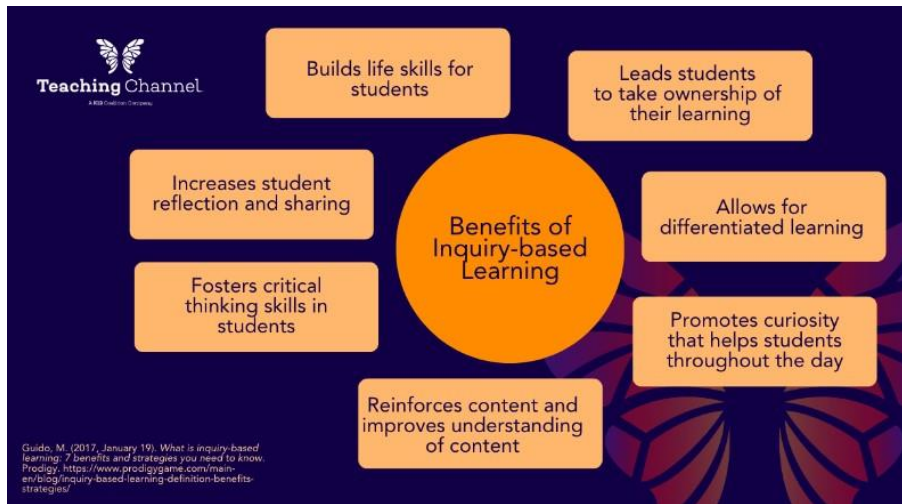 Teaching Channel
Builds life skills for
students
Leads students
to take ownership of
their learning
Increases student
reflection and sharing
Benefits of
Inquiry-based
Learning
Allows for
differentiated learning
Fosters critical
thinking skills in
students
Promotes curiosity
that helps students
throughout the day
Reinforces content and
improves understanding
of content
Guido, M. (2017, January 19). What is inquiry-based
learning: 7 benefits and strategies you need to know.
Prodigy. https://www.prodigygame.com/main-
en/blog/inquiry-based-learning-definition-benefits-
strategies/